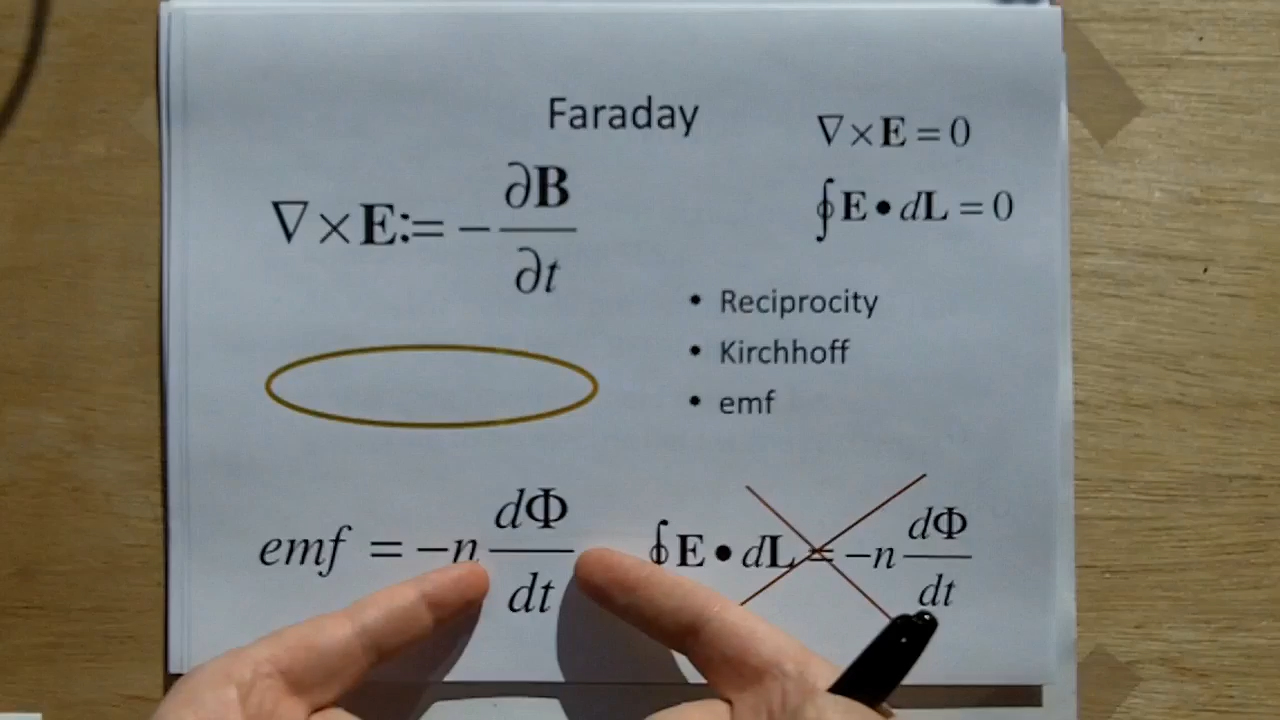 Faraday
∇×E:= -∂B/∂t
∇×E = 0
∮E•dL = 0
• Reciprocity
• Kirchhoff
• emf
emf = -n dΦ/dt
∮E•dL = -n dΦ/dt